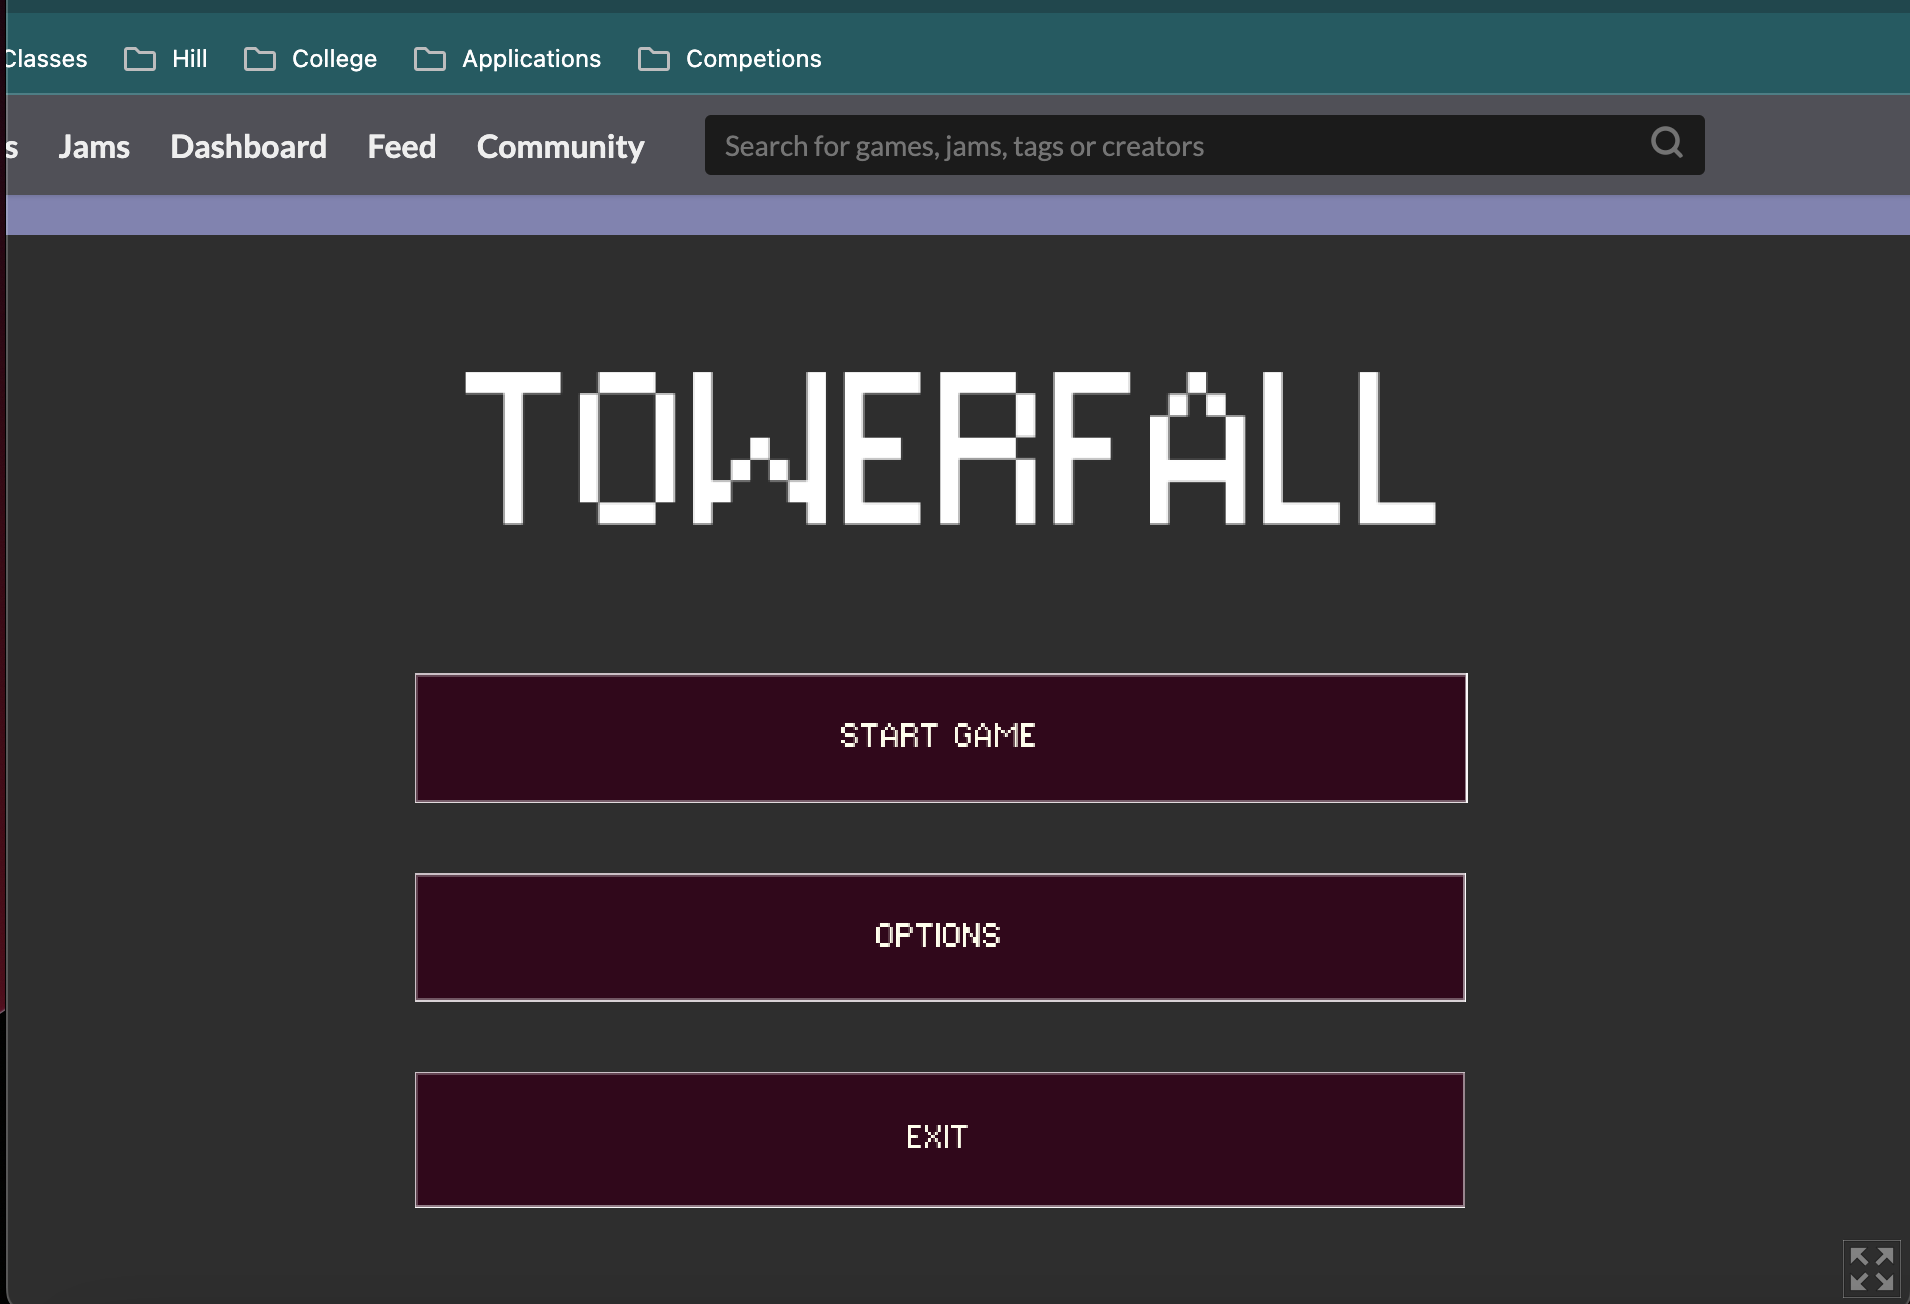 Classes Hill College Applications Competions
s Jams Dashboard Feed Community Search for games, jams, tags or creators
TOWERFALL
START GAME
OPTIONS
EXIT